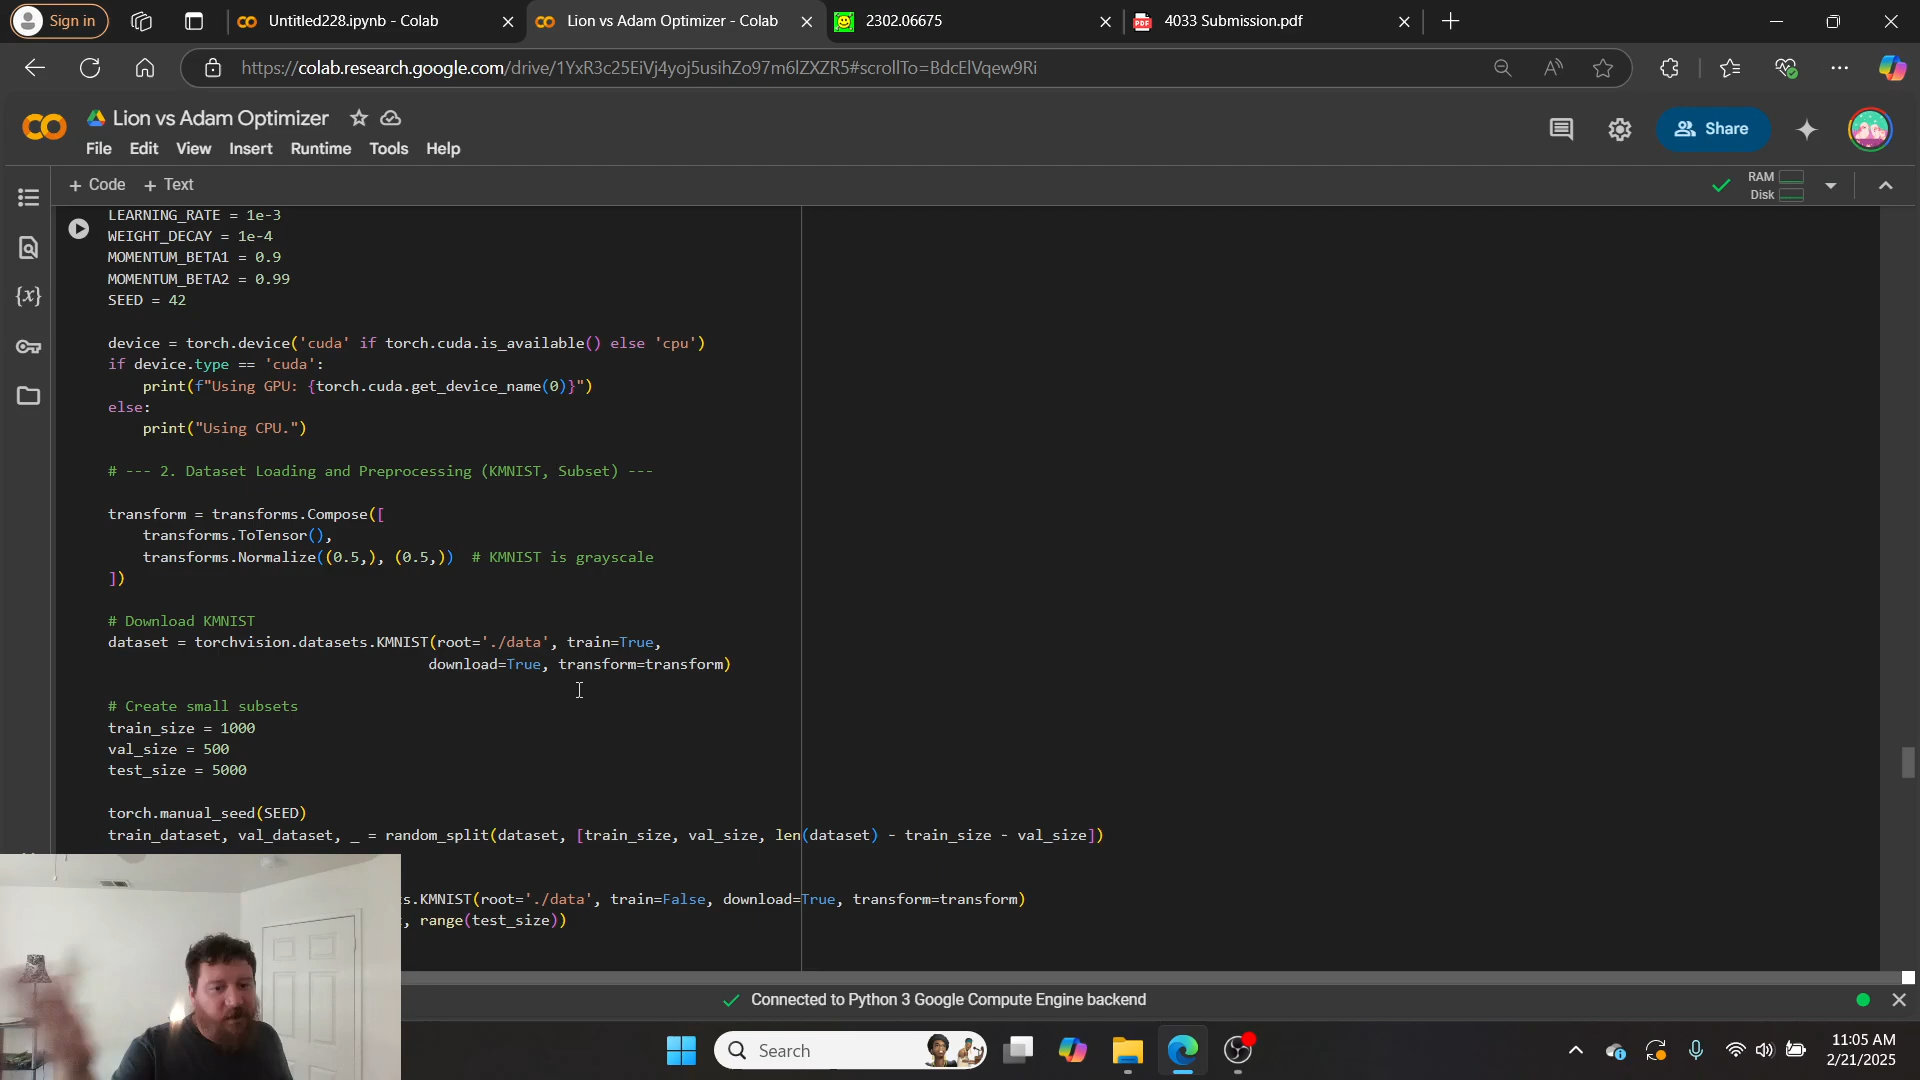 Sign in
Untitled228.ipynb - Colab
Lion vs Adam Optimizer - Colab
2302.06675
4033 Submission.pdf
https://colab.research.google.com/drive/1YxR3c25EiVj4yoj5usihZo97m6lZXZR5#scrollTo=BdcElVqew9Ri
Lion vs Adam Optimizer
File Edit View Insert Runtime Tools Help
Share
+ Code + Text
RAM
Disk
LEARNING_RATE = 1e-3
WEIGHT_DECAY = 1e-4
MOMENTUM_BETA1 = 0.9
MOMENTUM_BETA2 = 0.99
SEED = 42
device = torch.device('cuda' if torch.cuda.is_available() else 'cpu')
if device.type == 'cuda':
print(f"Using GPU: {torch.cuda.get_device_name(0)}")
else:
print("Using CPU.")
# --- 2. Dataset Loading and Preprocessing (KMNIST, Subset) ---
transform = transforms.Compose([
transforms.ToTensor(),
transforms.Normalize((0.5,), (0.5,)) # KMNIST is grayscale
])
# Download KMNIST
dataset = torchvision.datasets.KMNIST(root='./data', train=True,
download=True, transform=transform)
# Create small subsets
train_size = 1000
val_size = 500
test_size = 5000
torch.manual_seed(SEED)
train_dataset, val_dataset, _ = random_split(dataset, [train_size, val_size, len(dataset) - train_size - val_size])
s.KMNIST(root='./data', train=False, download=True, transform=transform)
, range(test_size))
Connected to Python 3 Google Compute Engine backend
Search
11:05 AM
2/21/2025